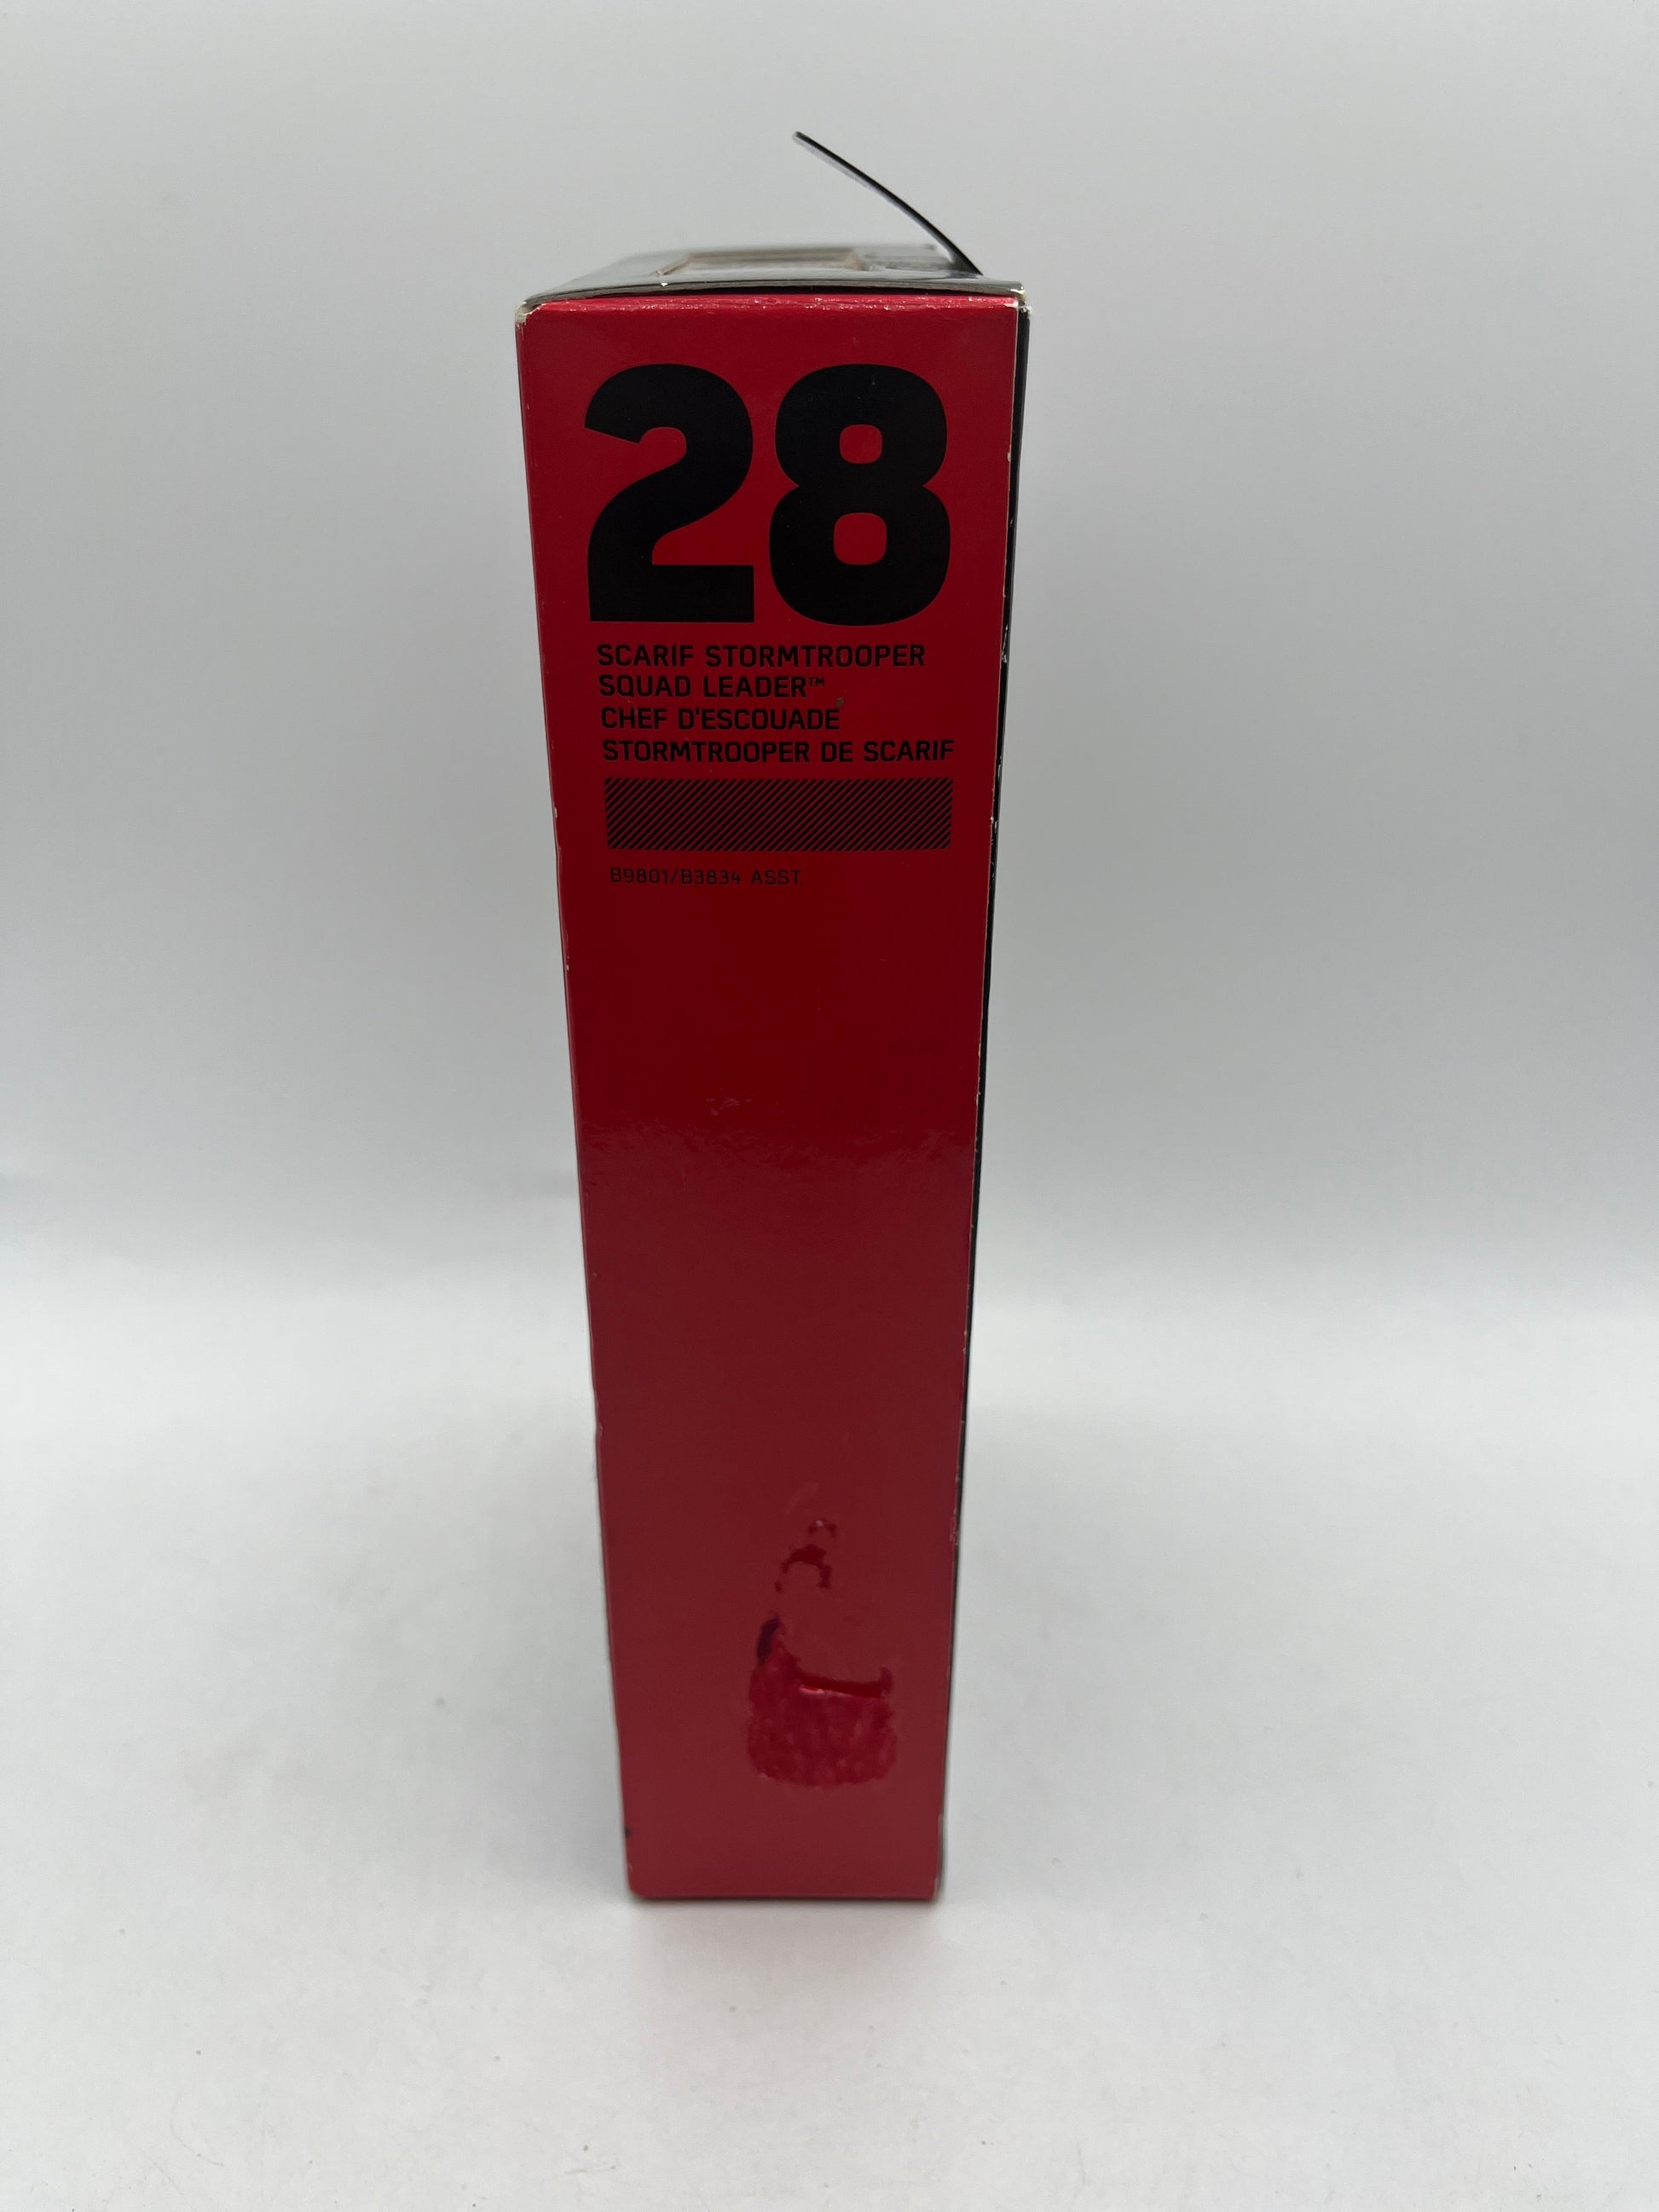 28
SCARIF STORMTROOPER
SQUAD LEADER™
CHEF D'ESCOUADE
STORMTROOPER DE SCARIF
B9801/B3834 ASST.